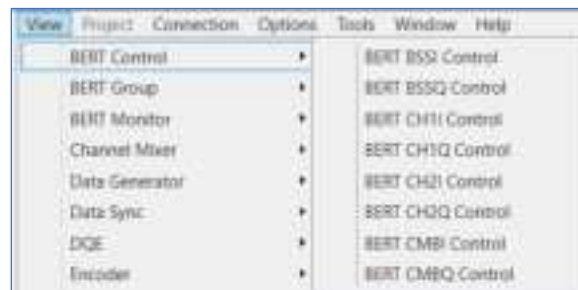 View Project Connection Options Tools Window Help
BERT Control
BERT Group
BERT Monitor
Channel Mixer
Data Generator
Data Sync
DQE
Encoder
BERT BSSI Control
BERT BSSQ Control
BERT CH1I Control
BERT CH1Q Control
BERT CH2I Control
BERT CH2Q Control
BERT CMBI Control
BERT CMBQ Control